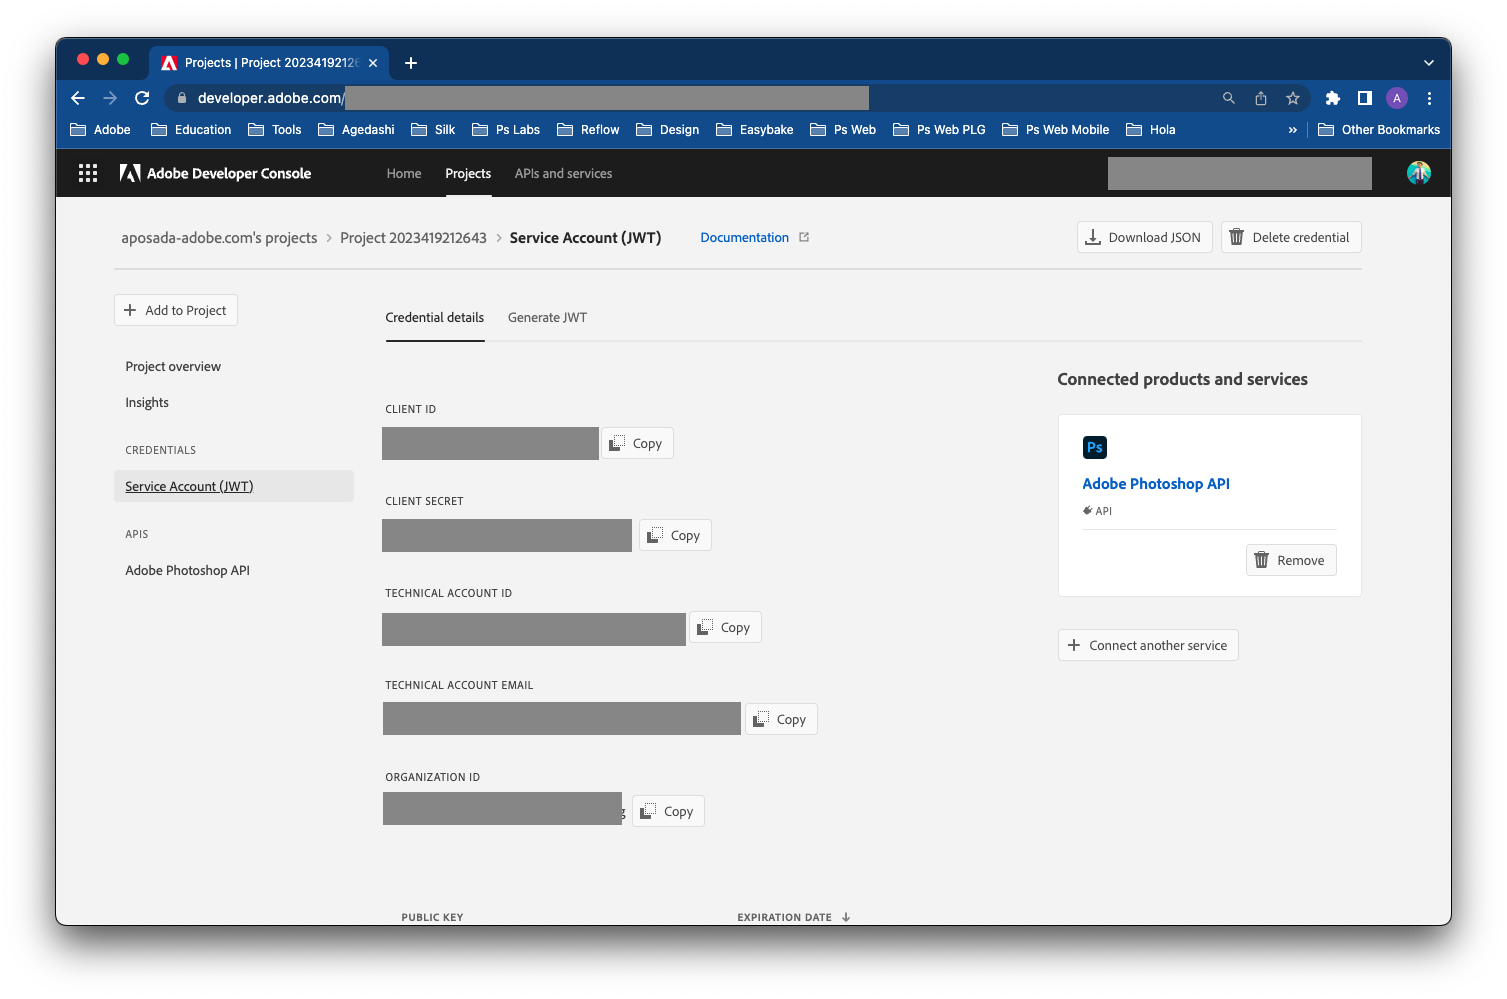 Projects | Project 2023419212
developer.adobe.com/
A
Adobe Education Tools Agedashi Silk Ps Labs Reflow Design Easybake Ps Web Ps Web PLG Ps Web Mobile Hola » Other Bookmarks
Adobe Developer Console Home Projects APIs and services
aposada-adobe.com's projects > Project 2023419212643 > Service Account (JWT) Documentation Download JSON Delete credential
+ Add to Project
Credential details Generate JWT
Project overview
Insights
CREDENTIALS
Service Account (JWT)
APIS
Adobe Photoshop API
CLIENT ID
Copy
CLIENT SECRET
Copy
TECHNICAL ACCOUNT ID
Copy
TECHNICAL ACCOUNT EMAIL
Copy
ORGANIZATION ID
Copy
PUBLIC KEY EXPIRATION DATE
Connected products and services
Ps
Adobe Photoshop API
API
Remove
+ Connect another service